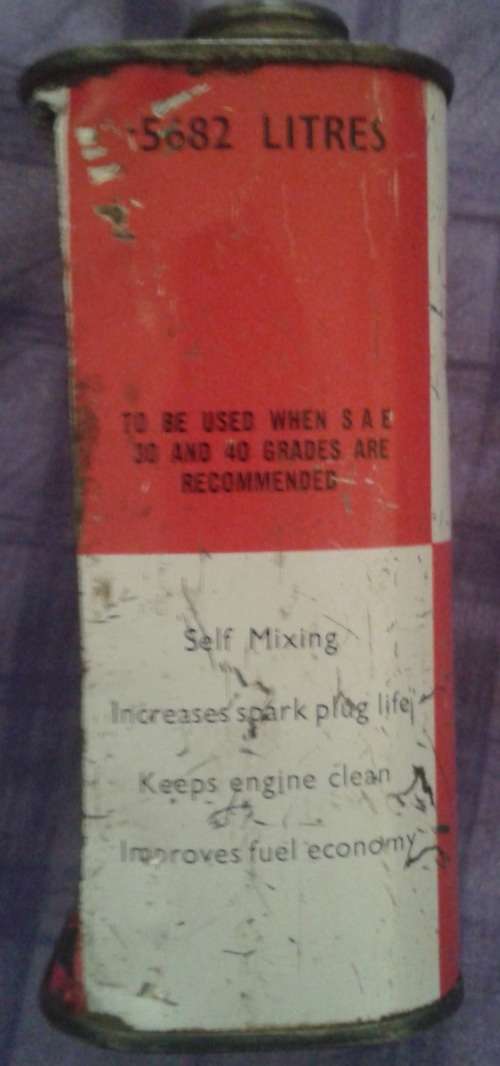 ·5682 LITRES
TO BE USED WHEN S A E
30 AND 40 GRADES ARE
RECOMMENDED
Self Mixing
Increases spark plug life
Keeps engine clean
Improves fuel economy